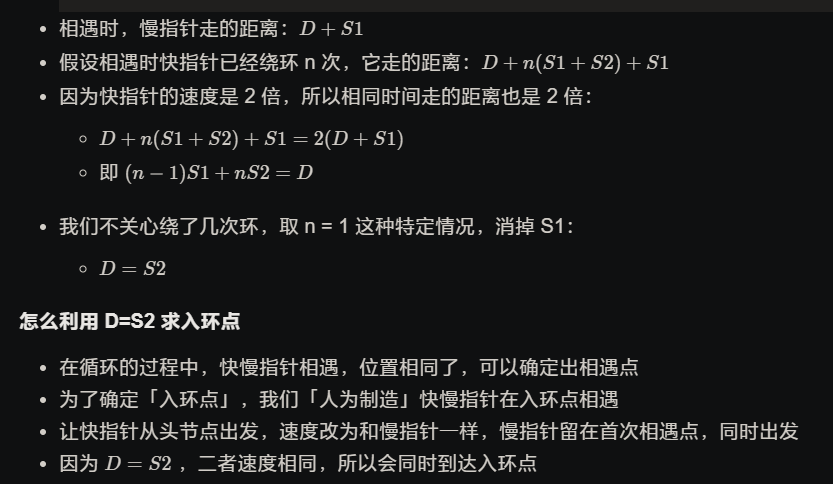 相遇时，慢指针走的距离：D + S1
假设相遇时快指针已经绕环 n 次，它走的距离：D + n(S1 + S2) + S1
因为快指针的速度是 2 倍，所以相同时间走的距离也是 2 倍：
D + n(S1 + S2) + S1 = 2(D + S1)
即 (n − 1)S1 + nS2 = D
我们不关心绕了几次环，取 n = 1 这种特定情况，消掉 S1：
D = S2
怎么利用 D=S2 求入环点
在循环的过程中，快慢指针相遇，位置相同了，可以确定出相遇点
为了确定「入环点」，我们「人为制造」快慢指针在入环点相遇
让快指针从头节点出发，速度改为和慢指针一样，慢指针留在首次相遇点，同时出发
因为 D = S2 ，二者速度相同，所以会同时到达入环点